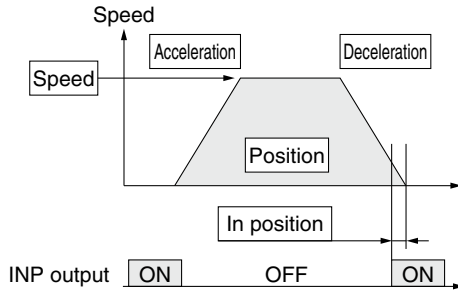 Speed
Acceleration
Deceleration
Speed
Position
In position
INP output ON OFF ON